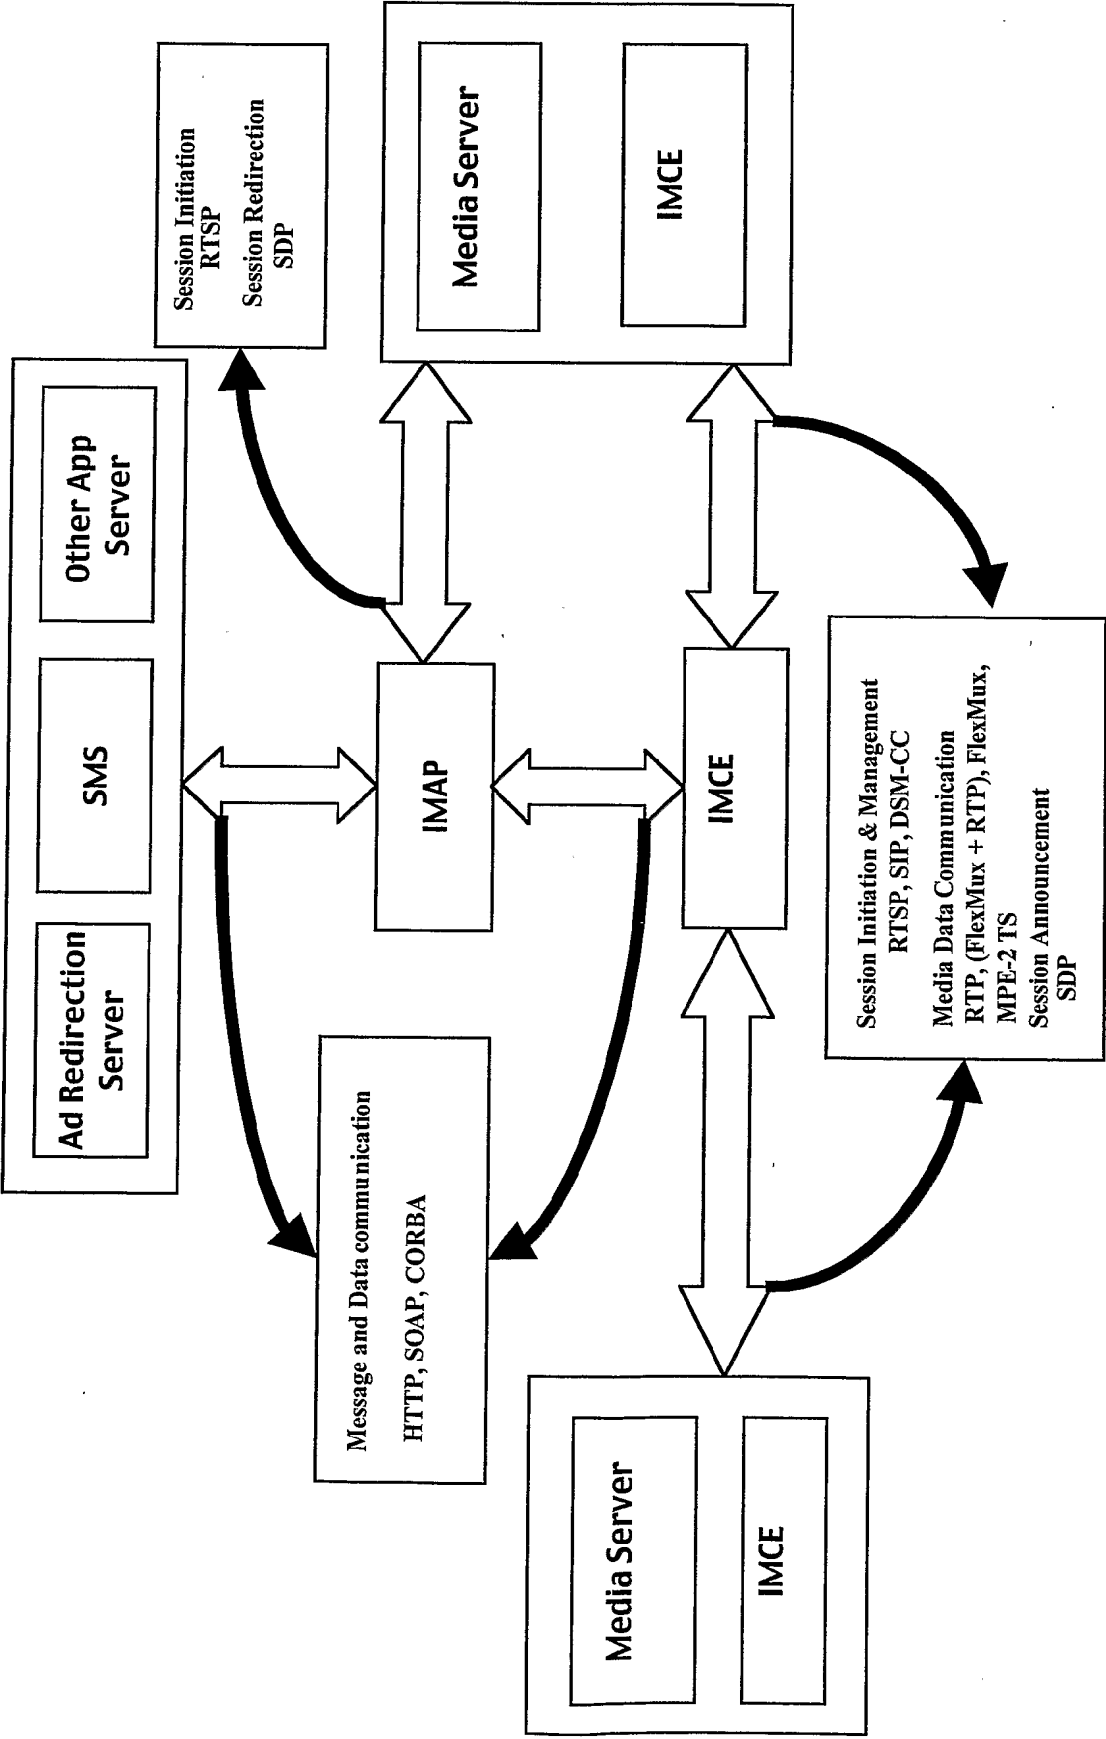 Ad Redirection
Server
SMS
Other App
Server
Session Initiation
RTSP
Session Redirection
SDP
Message and Data communication
HTTP, SOAP, CORBA
IMAP
Media Server
IMCE
IMCE
Media Server
IMCE
Session Initiation & Management
RTSP, SIP, DSM-CC
Media Data Communication
RTP, (FlexMux + RTP), FlexMux,
MPE-2 TS
Session Announcement
SDP